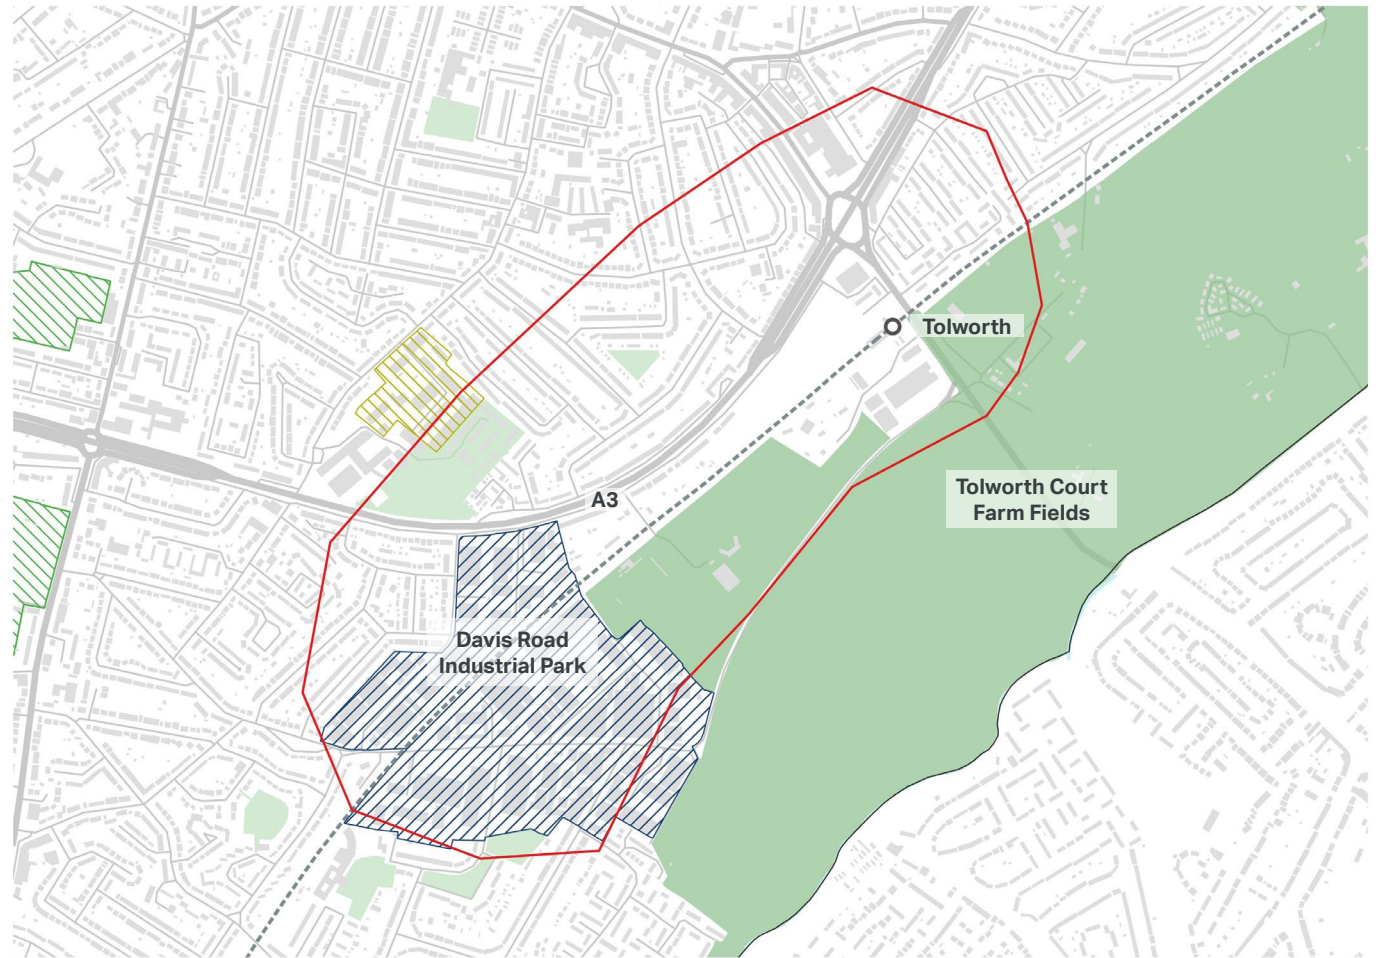 Tolworth
Tolworth Court
Farm Fields
A3
Davis Road
Industrial Park